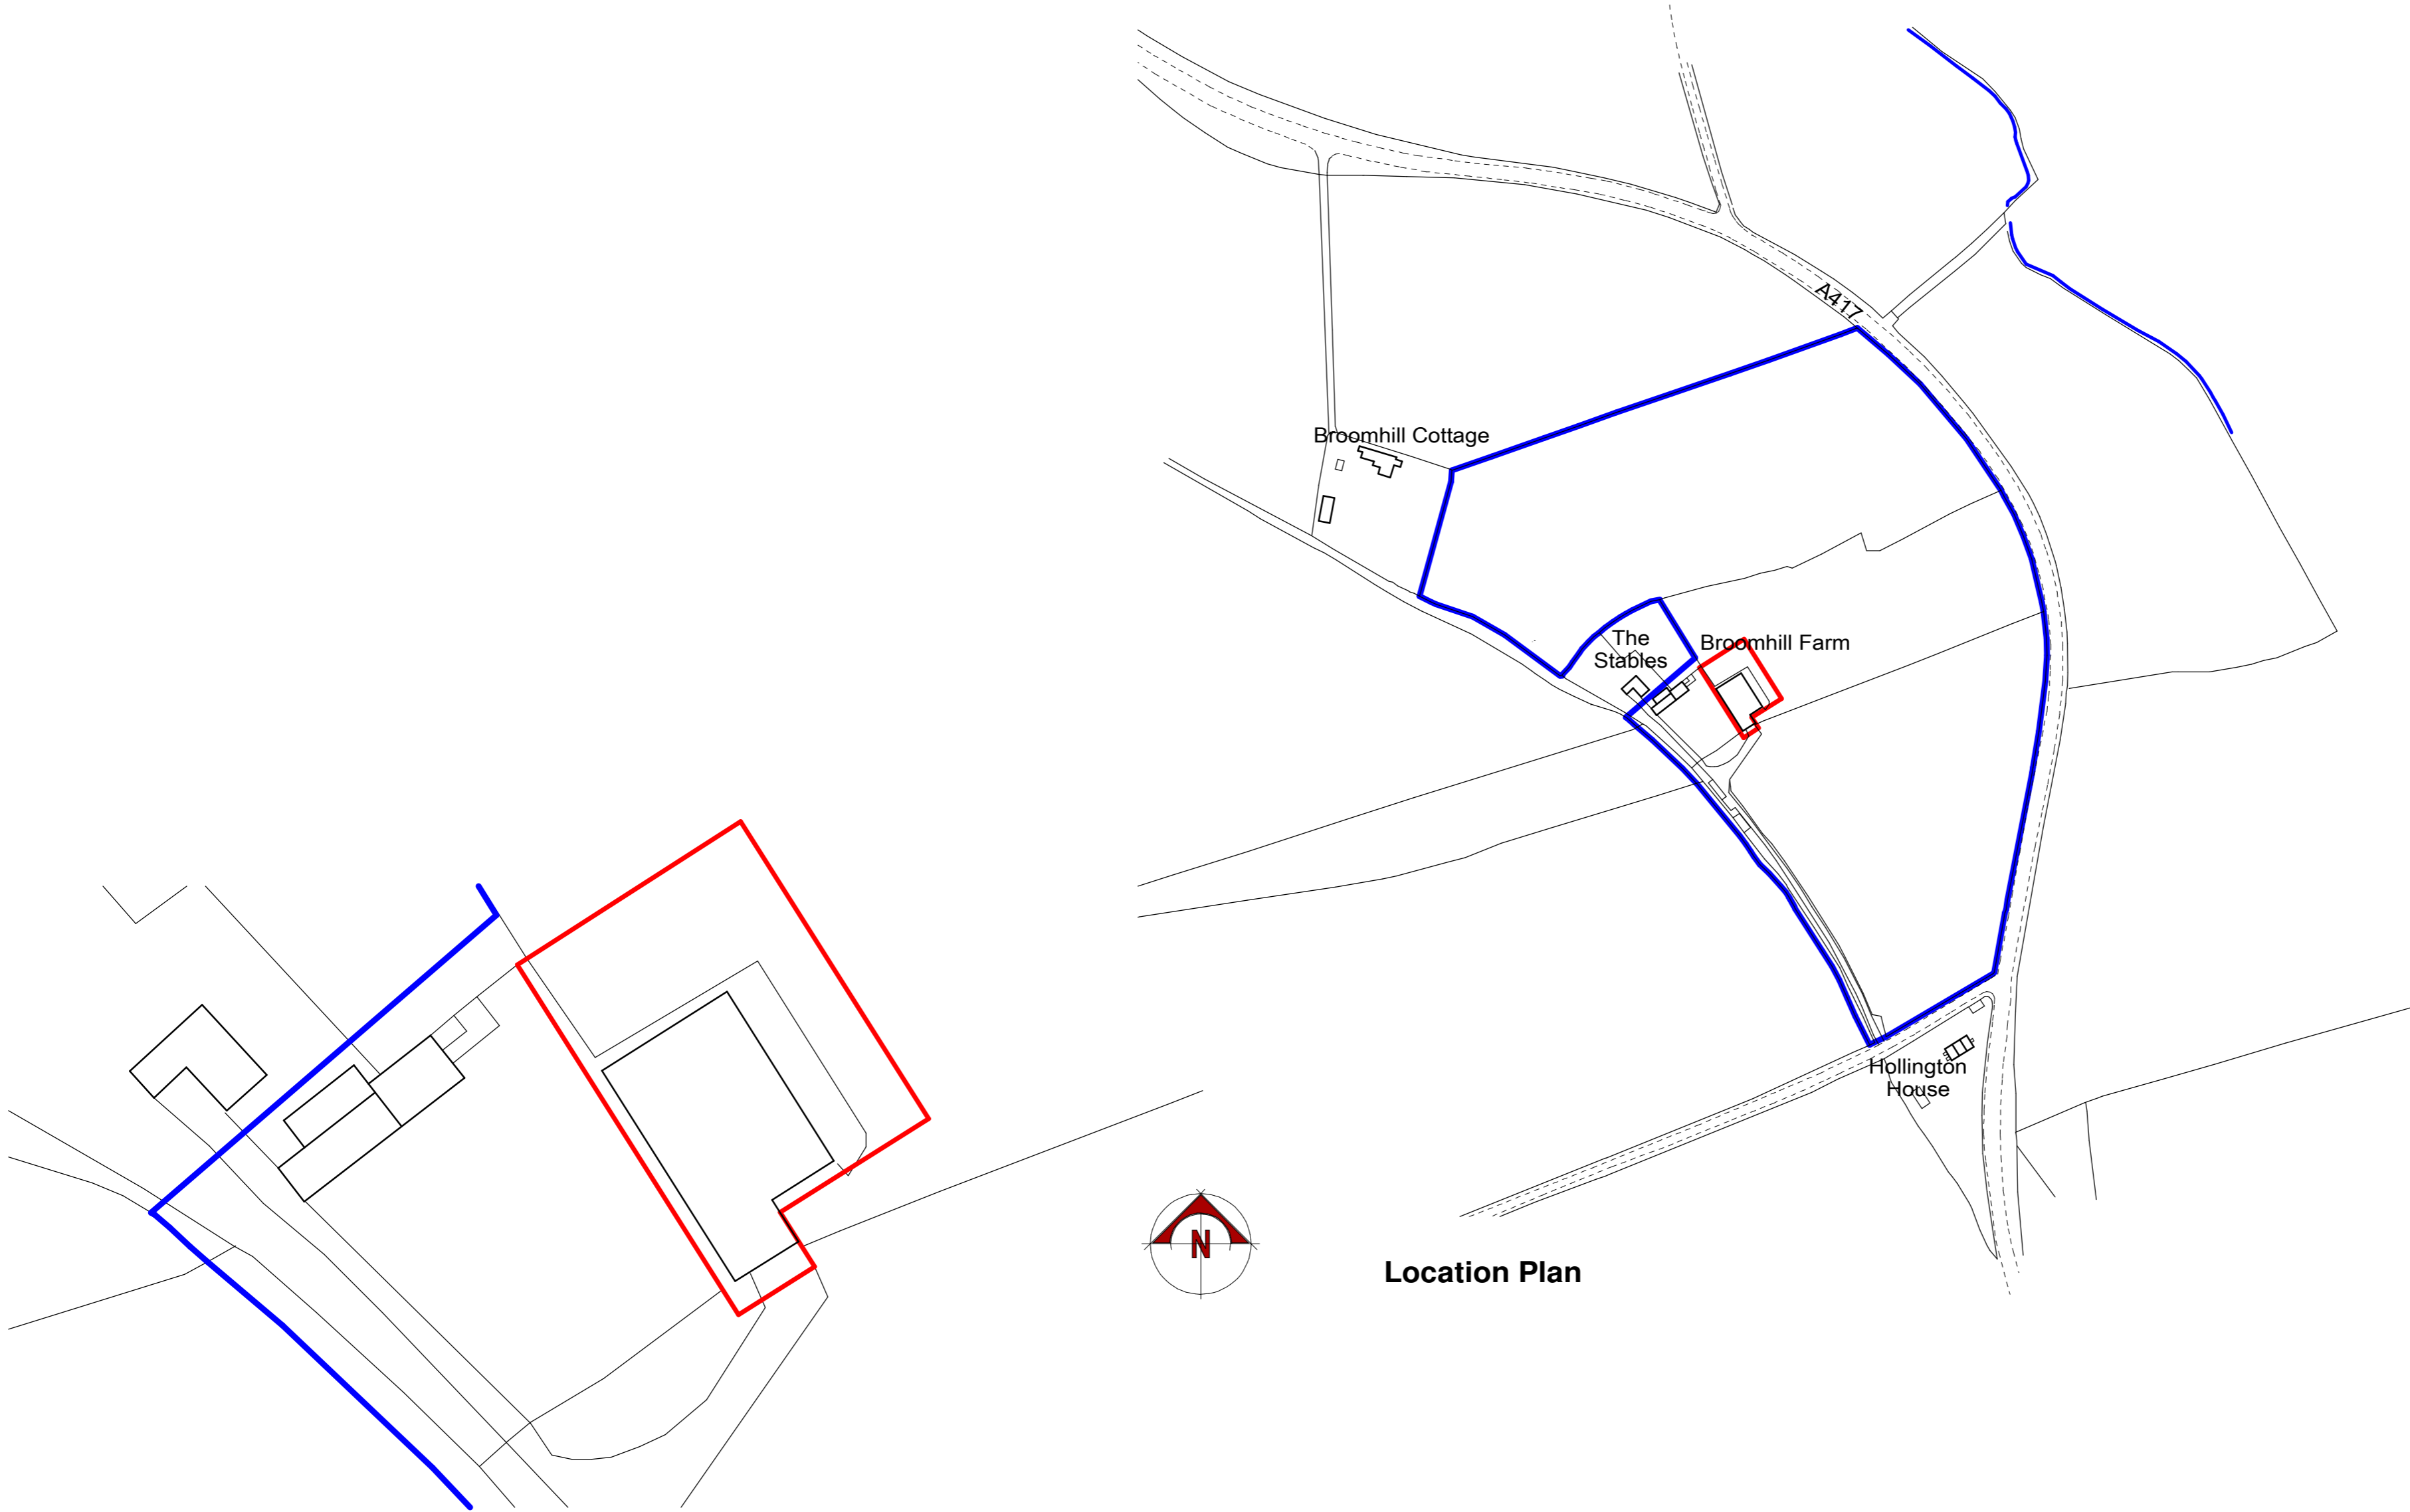 A417
Broomhill Cottage
The
Stables
Broomhill Farm
Hollington
House
N
Location Plan